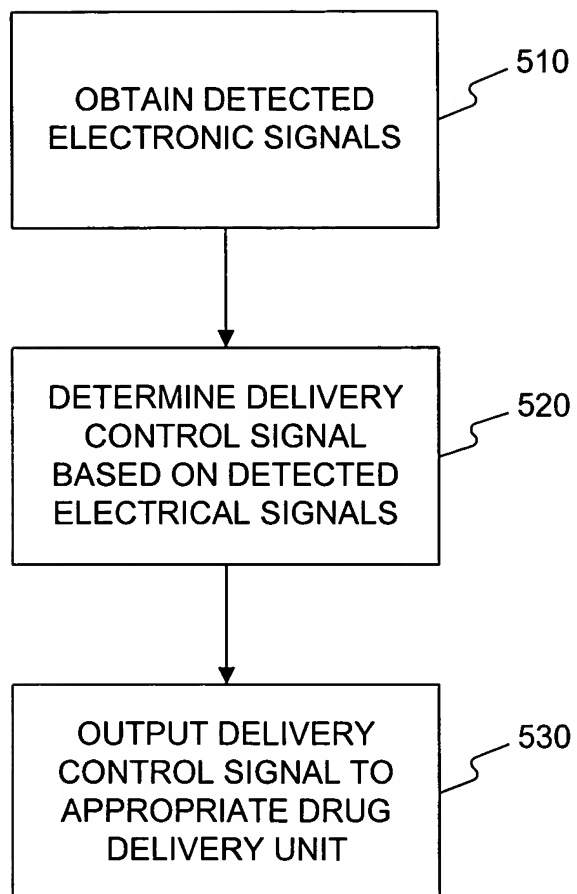 OBTAIN DETECTED
ELECTRONIC SIGNALS
510
DETERMINE DELIVERY
CONTROL SIGNAL
BASED ON DETECTED
ELECTRICAL SIGNALS
520
OUTPUT DELIVERY
CONTROL SIGNAL TO
APPROPRIATE DRUG
DELIVERY UNIT
530